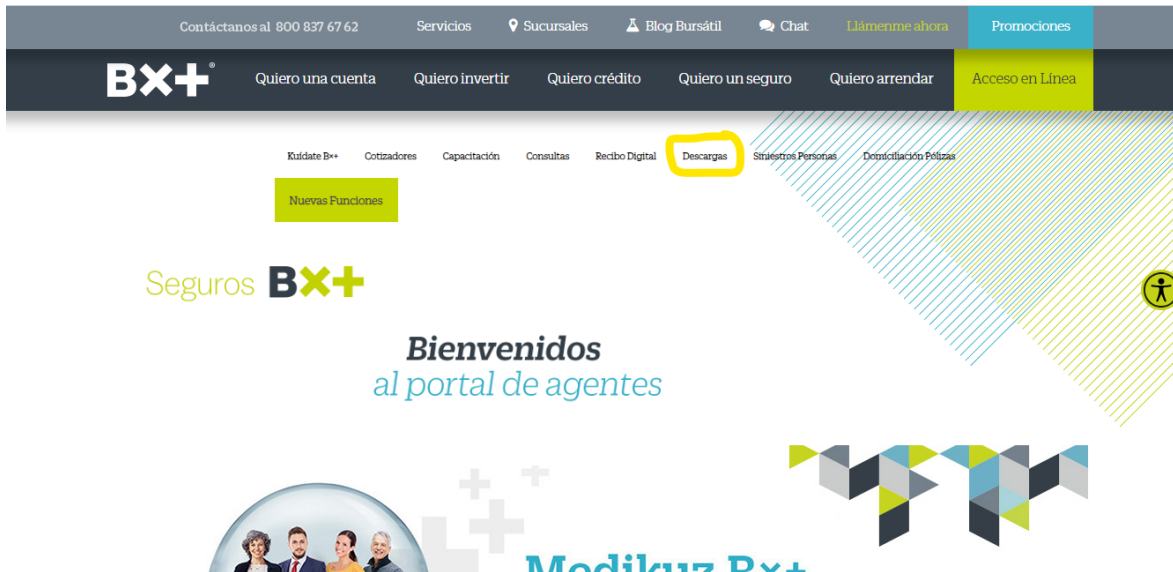 Contáctanos al 800 837 67 62 Servicios Sucursales Blog Bursátil Chat Llámenme ahora Promociones
Bx+® Quiero una cuenta Quiero invertir Quiero crédito Quiero un seguro Quiero arrendar Acceso en Línea
Kuídate Bx+ Cotizadores Capacitación Consultas Recibo Digital Descargas Siniestros Personas Domiciliación Pólizas
Nuevas Funciones
Seguros Bx+
Bienvenidos
al portal de agentes
Medikuz Bx+